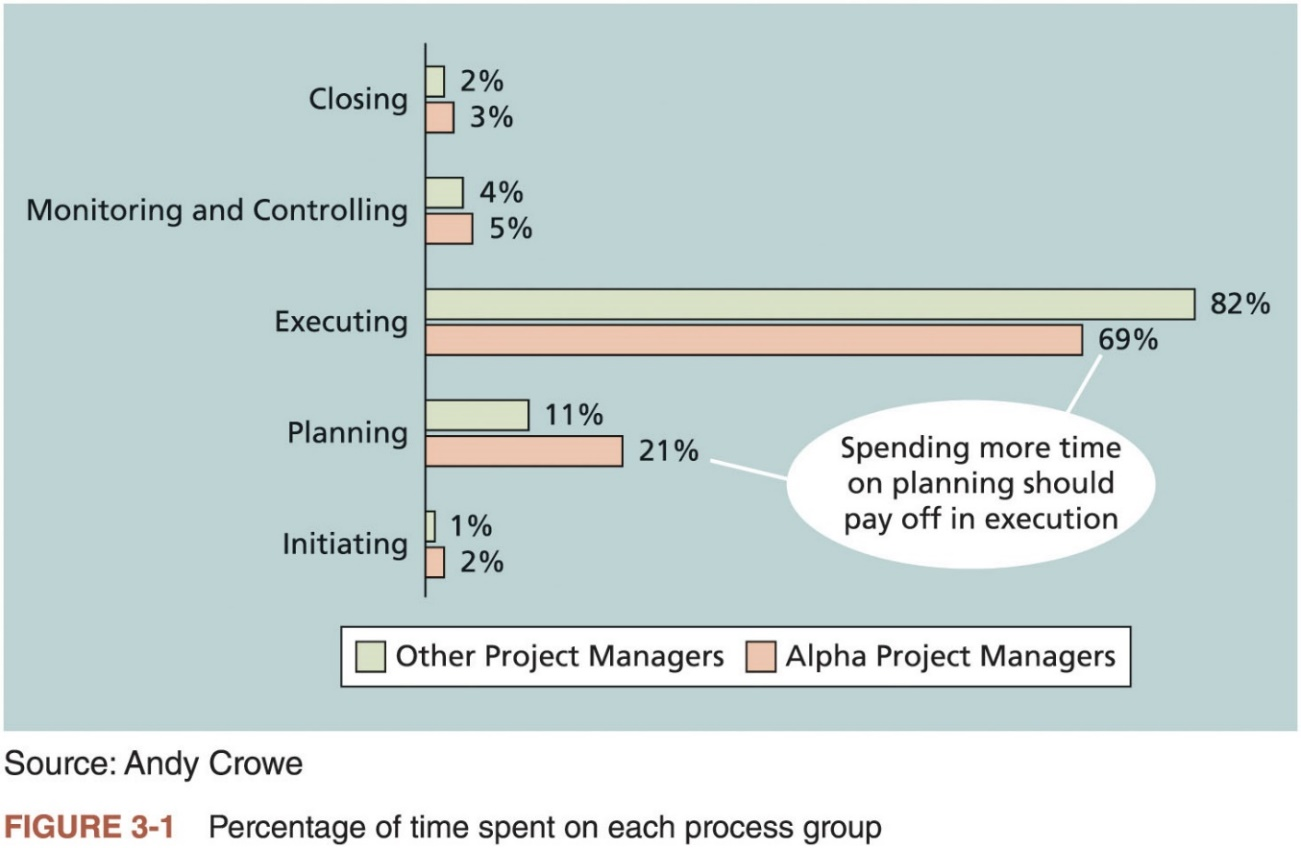 Closing
2%
3%
Monitoring and Controlling
4%
5%
Executing
82%
69%
Planning
11%
21%
Spending more time
on planning should
pay off in execution
Initiating
1%
2%
Other Project Managers
Alpha Project Managers
Source: Andy Crowe
FIGURE 3-1 Percentage of time spent on each process group